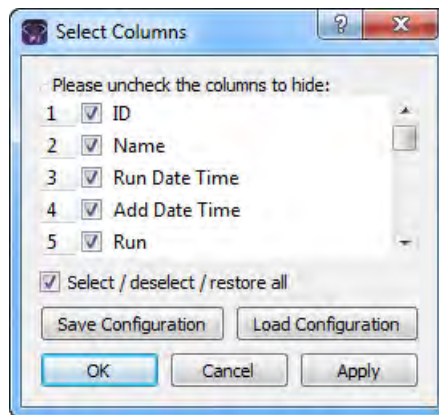 Select Columns
Please uncheck the columns to hide:
1 ID
2 Name
3 Run Date Time
4 Add Date Time
5 Run
Select / deselect / restore all
Save Configuration Load Configuration
OK Cancel Apply